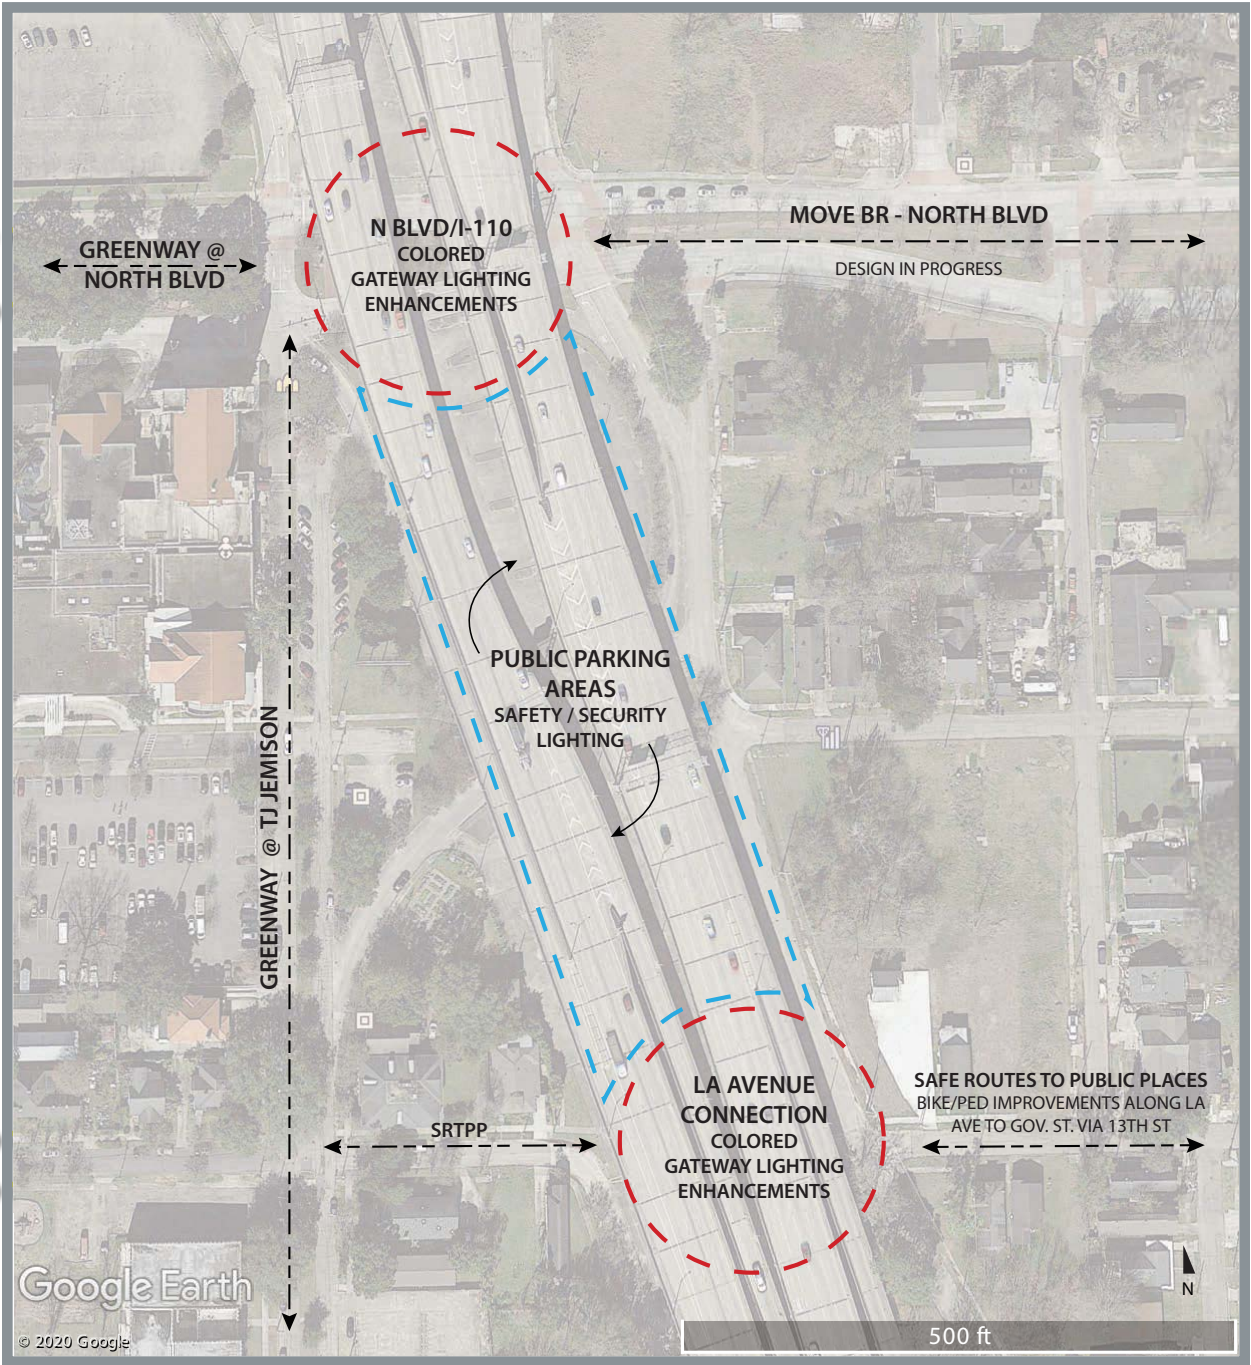 N BLVD/I-110
COLORED
GATEWAY LIGHTING
ENHANCEMENTS
GREENWAY @
NORTH BLVD
MOVE BR - NORTH BLVD
DESIGN IN PROGRESS
GREENWAY @ TJ JEMISON
PUBLIC PARKING
AREAS
SAFETY / SECURITY
LIGHTING
SRTPP
LA AVENUE
CONNECTION
COLORED
GATEWAY LIGHTING
ENHANCEMENTS
SAFE ROUTES TO PUBLIC PLACES
BIKE/PED IMPROVEMENTS ALONG LA
AVE TO GOV. ST. VIA 13TH ST
N
Google Earth
© 2020 Google
500 ft